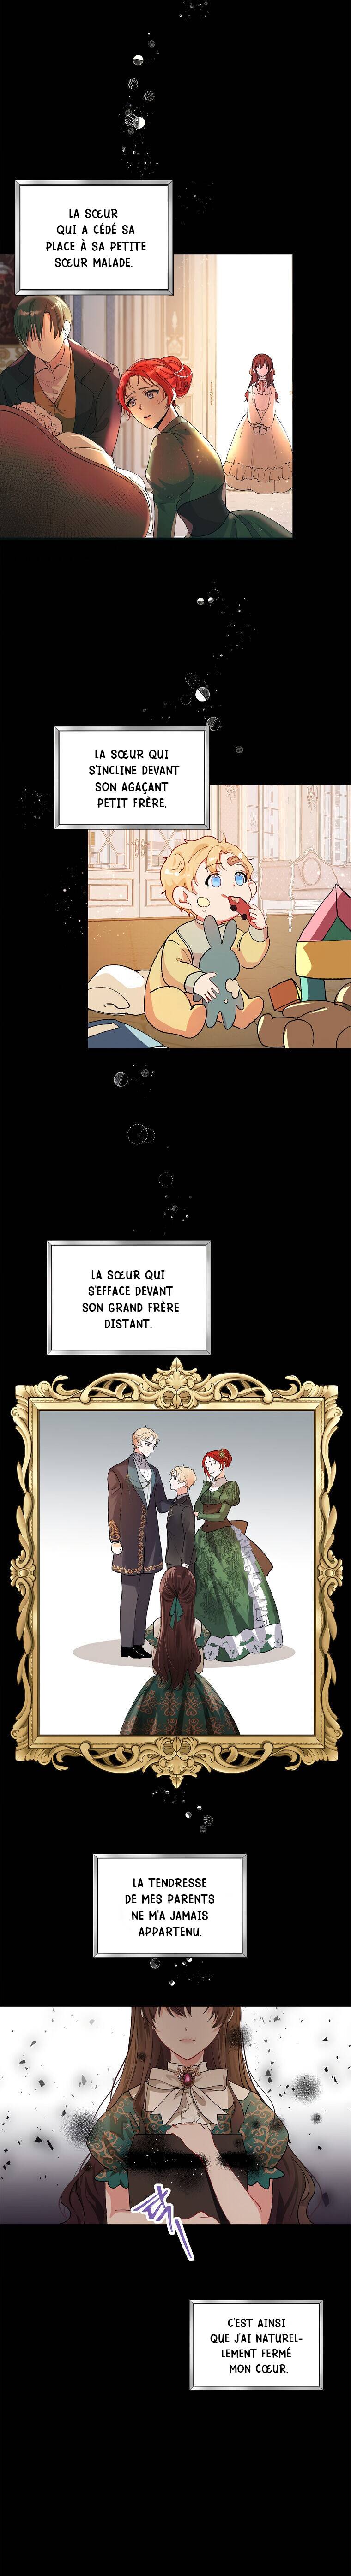 LA SŒUR
QUI A CÉDÉ SA
PLACE À SA PETITE
SŒUR MALADE.
LA SŒUR QUI
S'INCLINE DEVANT
SON AGAÇANT
PETIT FRÈRE.
LA SŒUR QUI
S'EFFACE DEVANT
SON GRAND FRÈRE
DISTANT.
LA TENDRESSE
DE MES PARENTS
NE M'A JAMAIS
APPARTENU.
C'EST AINSI
QUE J'AI NATUREL-
LEMENT FERMÉ
MON CŒUR.